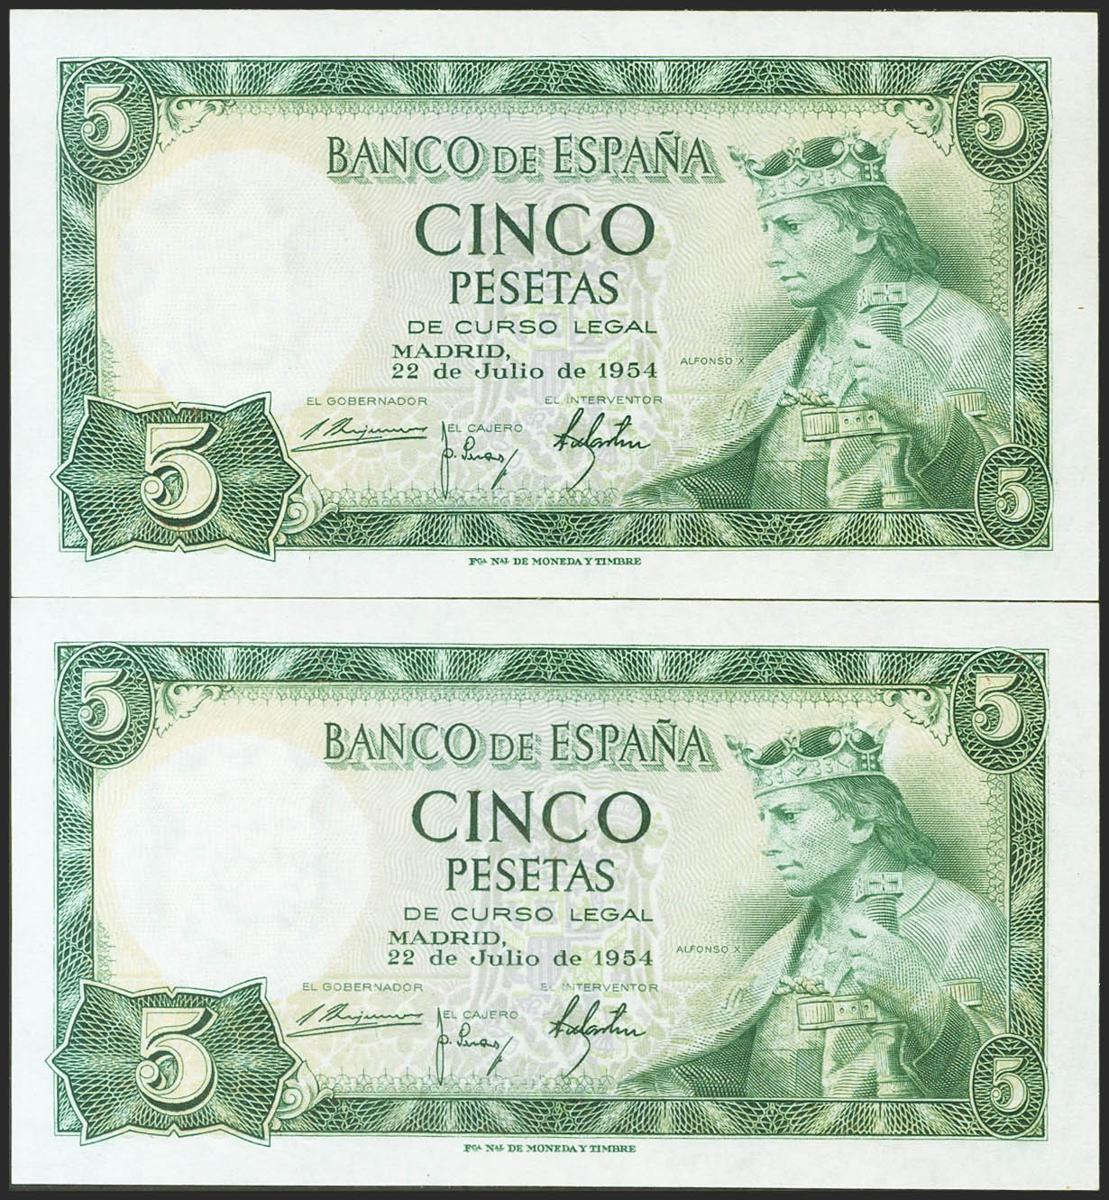 5 5
BANCO DE ESPAÑA
CINCO
PESETAS
DE CURSO LEGAL
MADRID,
22 de Julio de 1954
ALFONSO X
EL GOBERNADOR
EL INTERVENTOR
EL CAJERO
5 5
Fca Nal DE MONEDA Y TIMBRE
5 5
BANCO DE ESPAÑA
CINCO
PESETAS
DE CURSO LEGAL
MADRID,
22 de Julio de 1954
ALFONSO X
EL GOBERNADOR
EL INTERVENTOR
EL CAJERO
5 5
Fca Nal DE MONEDA Y TIMBRE